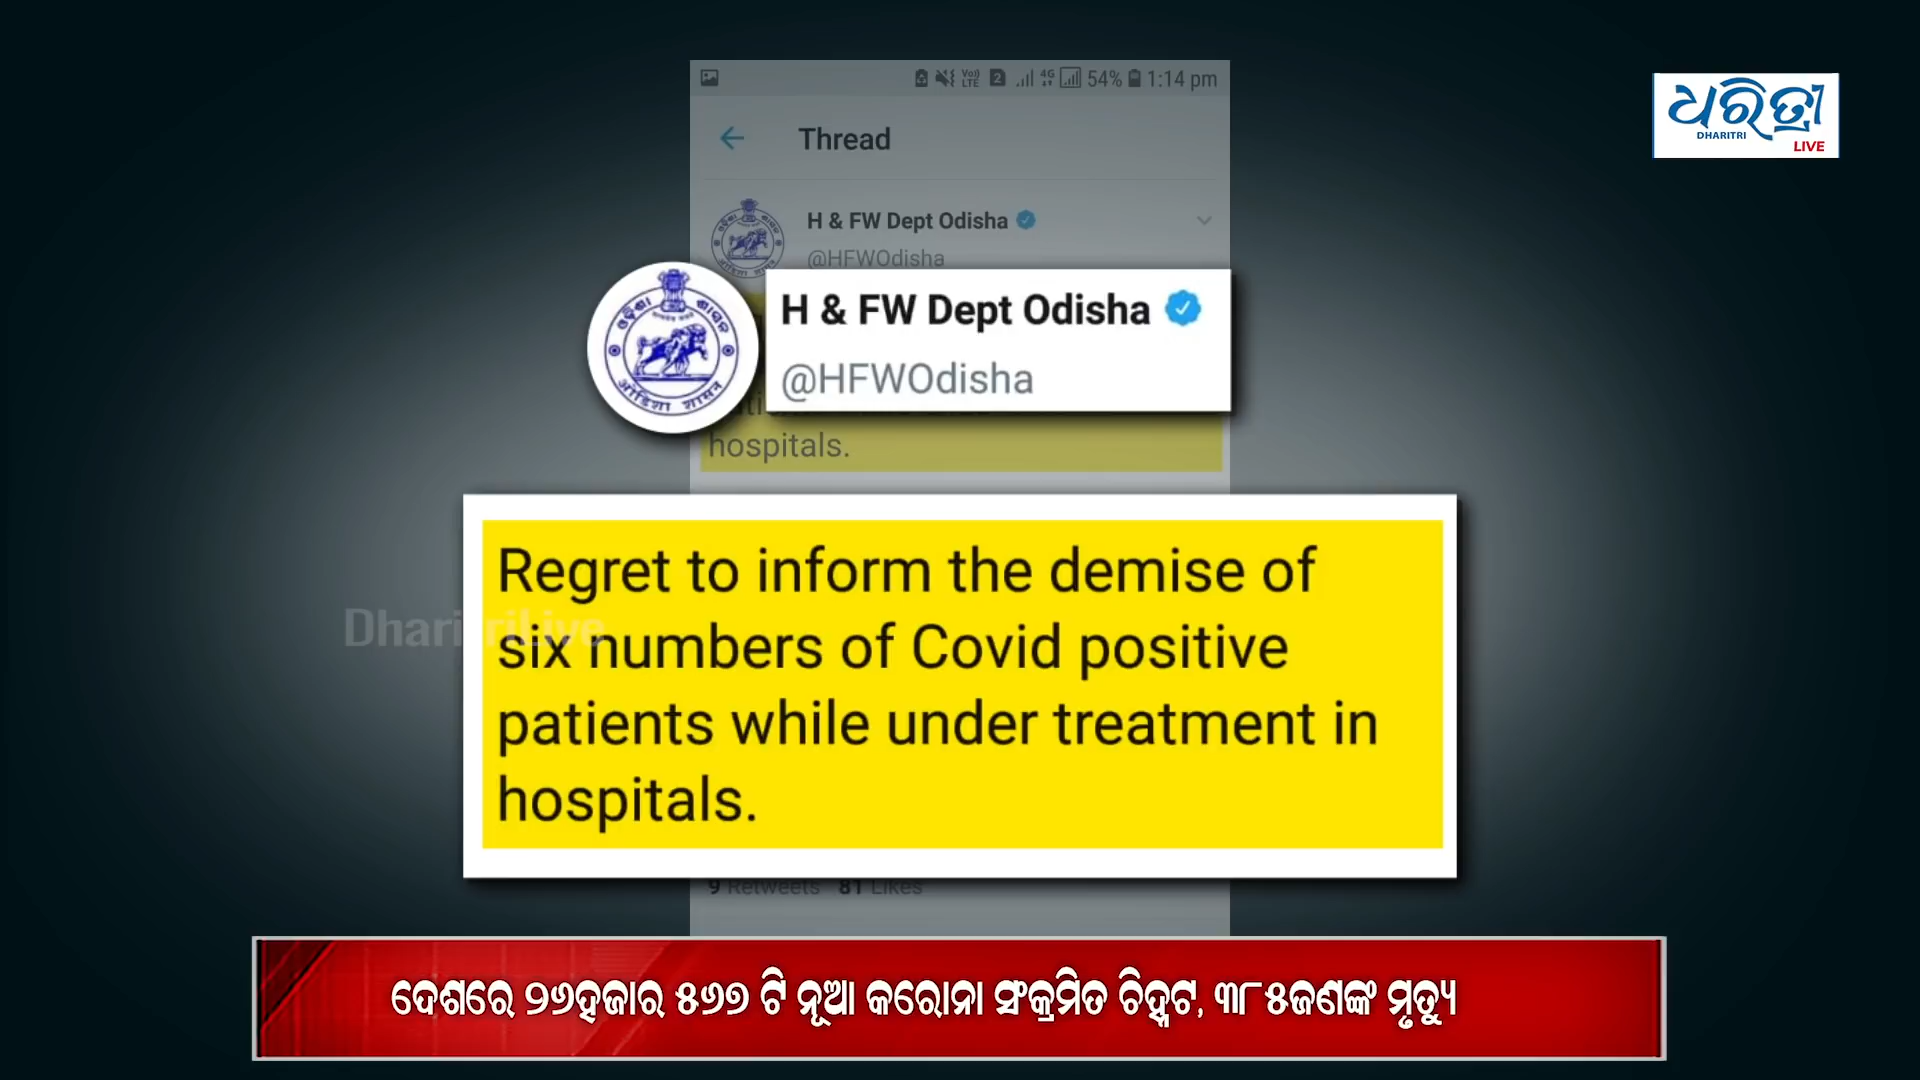 54% 1:14 pm
Thread
H & FW Dept Odisha
@HFWOdisha
ଧରିତ୍ରୀ
DHARITRI
LIVE
H & FW Dept Odisha
@HFWOdisha
hospitals.
Regret to inform the demise of
six numbers of Covid positive
patients while under treatment in
hospitals.
DharitriLive
9 Retweets 81 Likes
ଦେଶରେ ୨୬ହଜାର ୫୬୭ ଟି ନୂଆ କରୋନା ସଂକ୍ରମିତ ଚିହ୍ନଟ, ୩୮୫ଜଣଙ୍କ ମୃତ୍ୟୁ